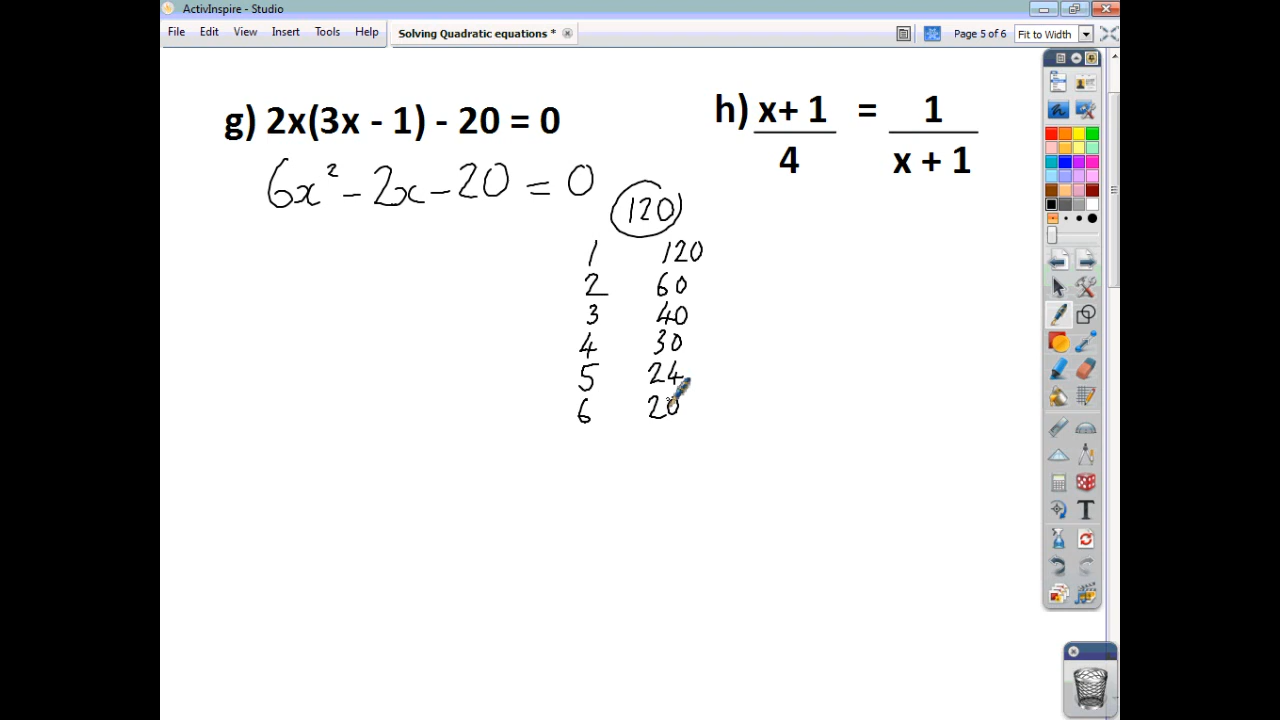 ActivInspire - Studio
File Edit View Insert Tools Help
Solving Quadratic equations *
Page 5 of 6
Fit to Width
g) 2x(3x - 1) - 20 = 0
6x² - 2x - 20 = 0
120
1 120
2 60
3 40
4 30
5 24
6 20
h) x+ 1 = 1
4 x + 1